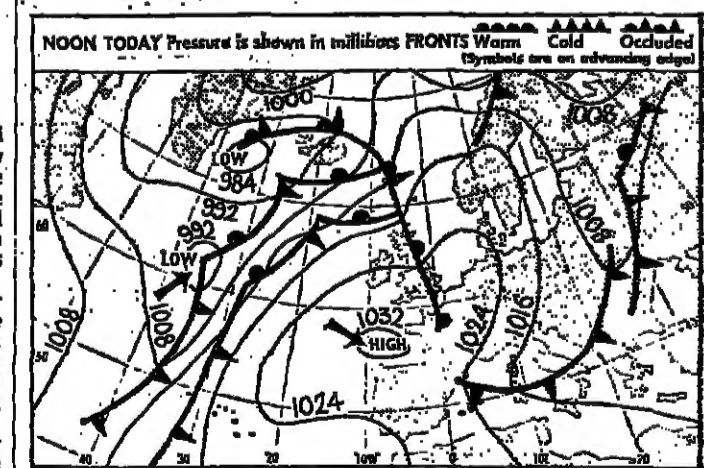 NOON TODAY Pressure is shown in millibars FRONTS Warm Cold Occluded
(Symbols are on advancing edge)
1000
1008
LOW
984
992
992
60
LOW
1008
1008
1008
1032
HIGH
1024
1016
50
1024
40 30 20 10W 0 10E 20